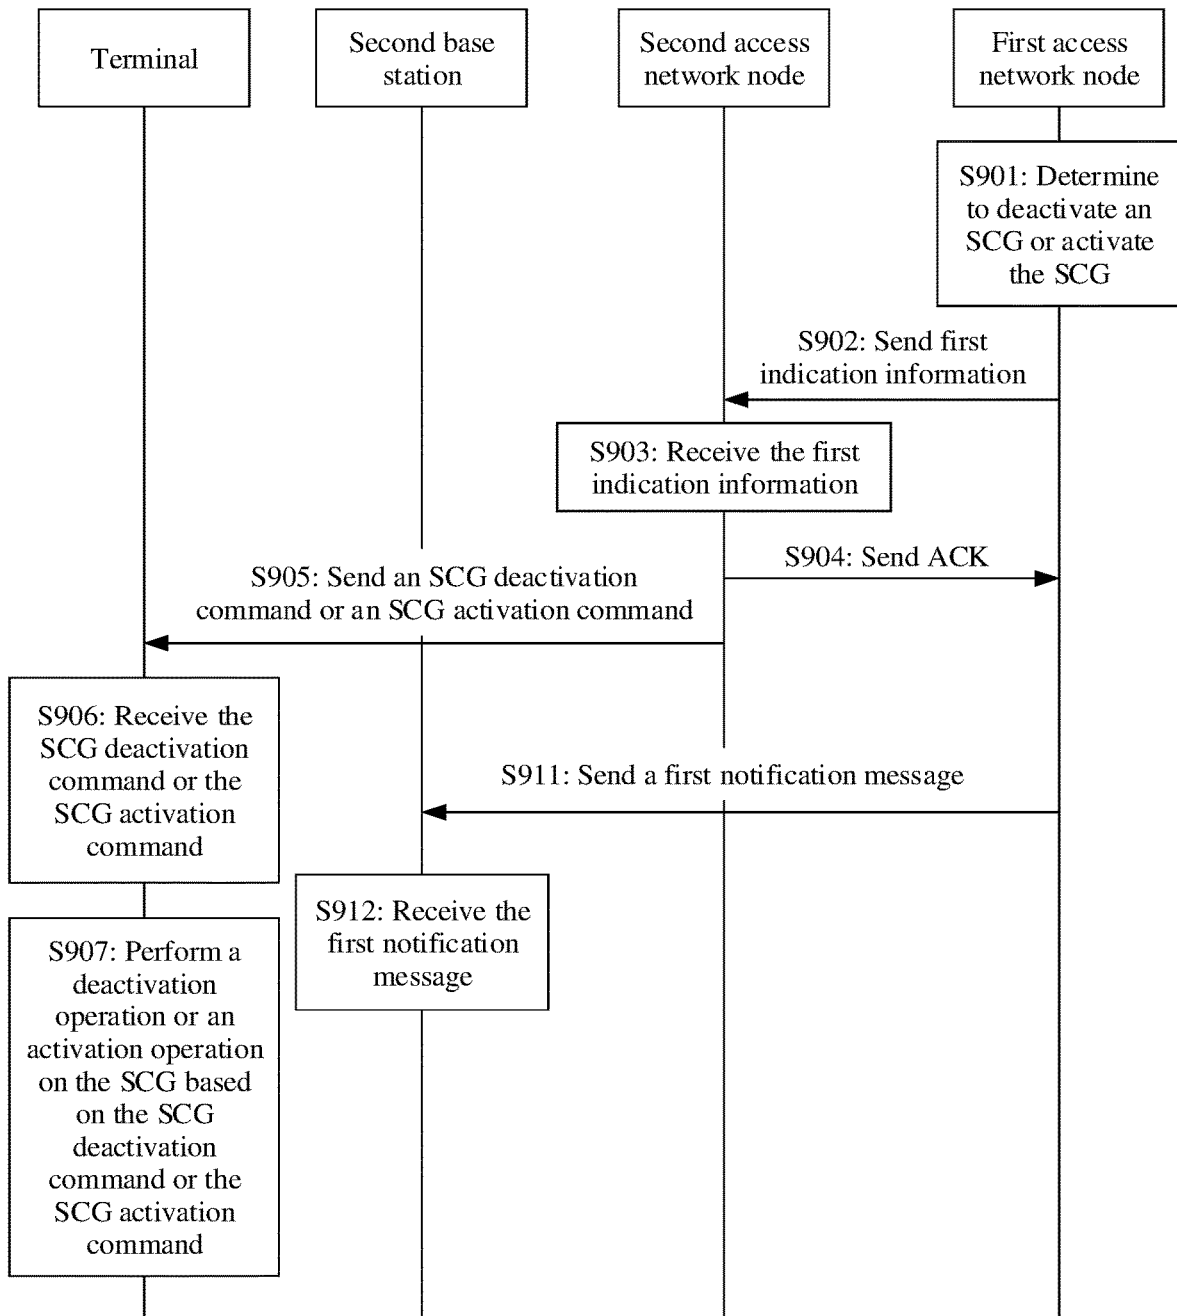 Terminal
Second base
station
Second access
network node
First access
network node
S901: Determine
to deactivate an
SCG or activate
the SCG
S902: Send first
indication information
S903: Receive the first
indication information
S904: Send ACK
S905: Send an SCG deactivation
command or an SCG activation command
S906: Receive the
SCG deactivation
command or the
SCG activation
command
S911: Send a first notification message
S912: Receive the
first notification
message
S907: Perform a
deactivation
operation or an
activation operation
on the SCG based
on the SCG
deactivation
command or the
SCG activation
command